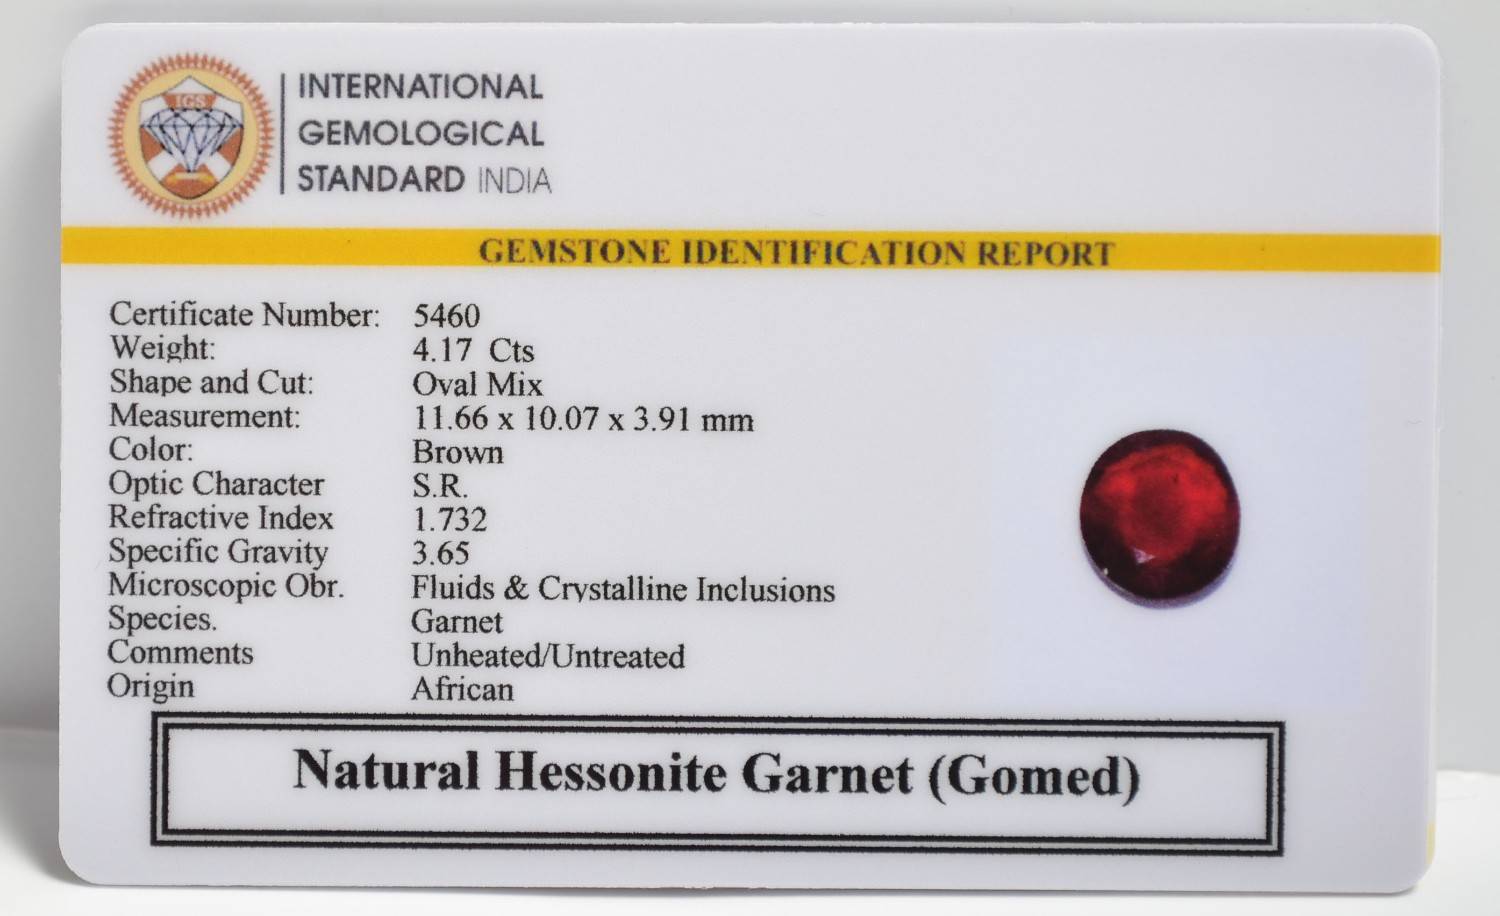 IGS
INTERNATIONAL
GEMOLOGICAL
STANDARD INDIA
GEMSTONE IDENTIFICATION REPORT
Certificate Number: 5460
Weight: 4.17 Cts
Shape and Cut: Oval Mix
Measurement: 11.66 x 10.07 x 3.91 mm
Color: Brown
Optic Character S.R.
Refractive Index 1.732
Specific Gravity 3.65
Microscopic Obr. Fluids & Crystalline Inclusions
Species. Garnet
Comments Unheated/Untreated
Origin African
Natural Hessonite Garnet (Gomed)